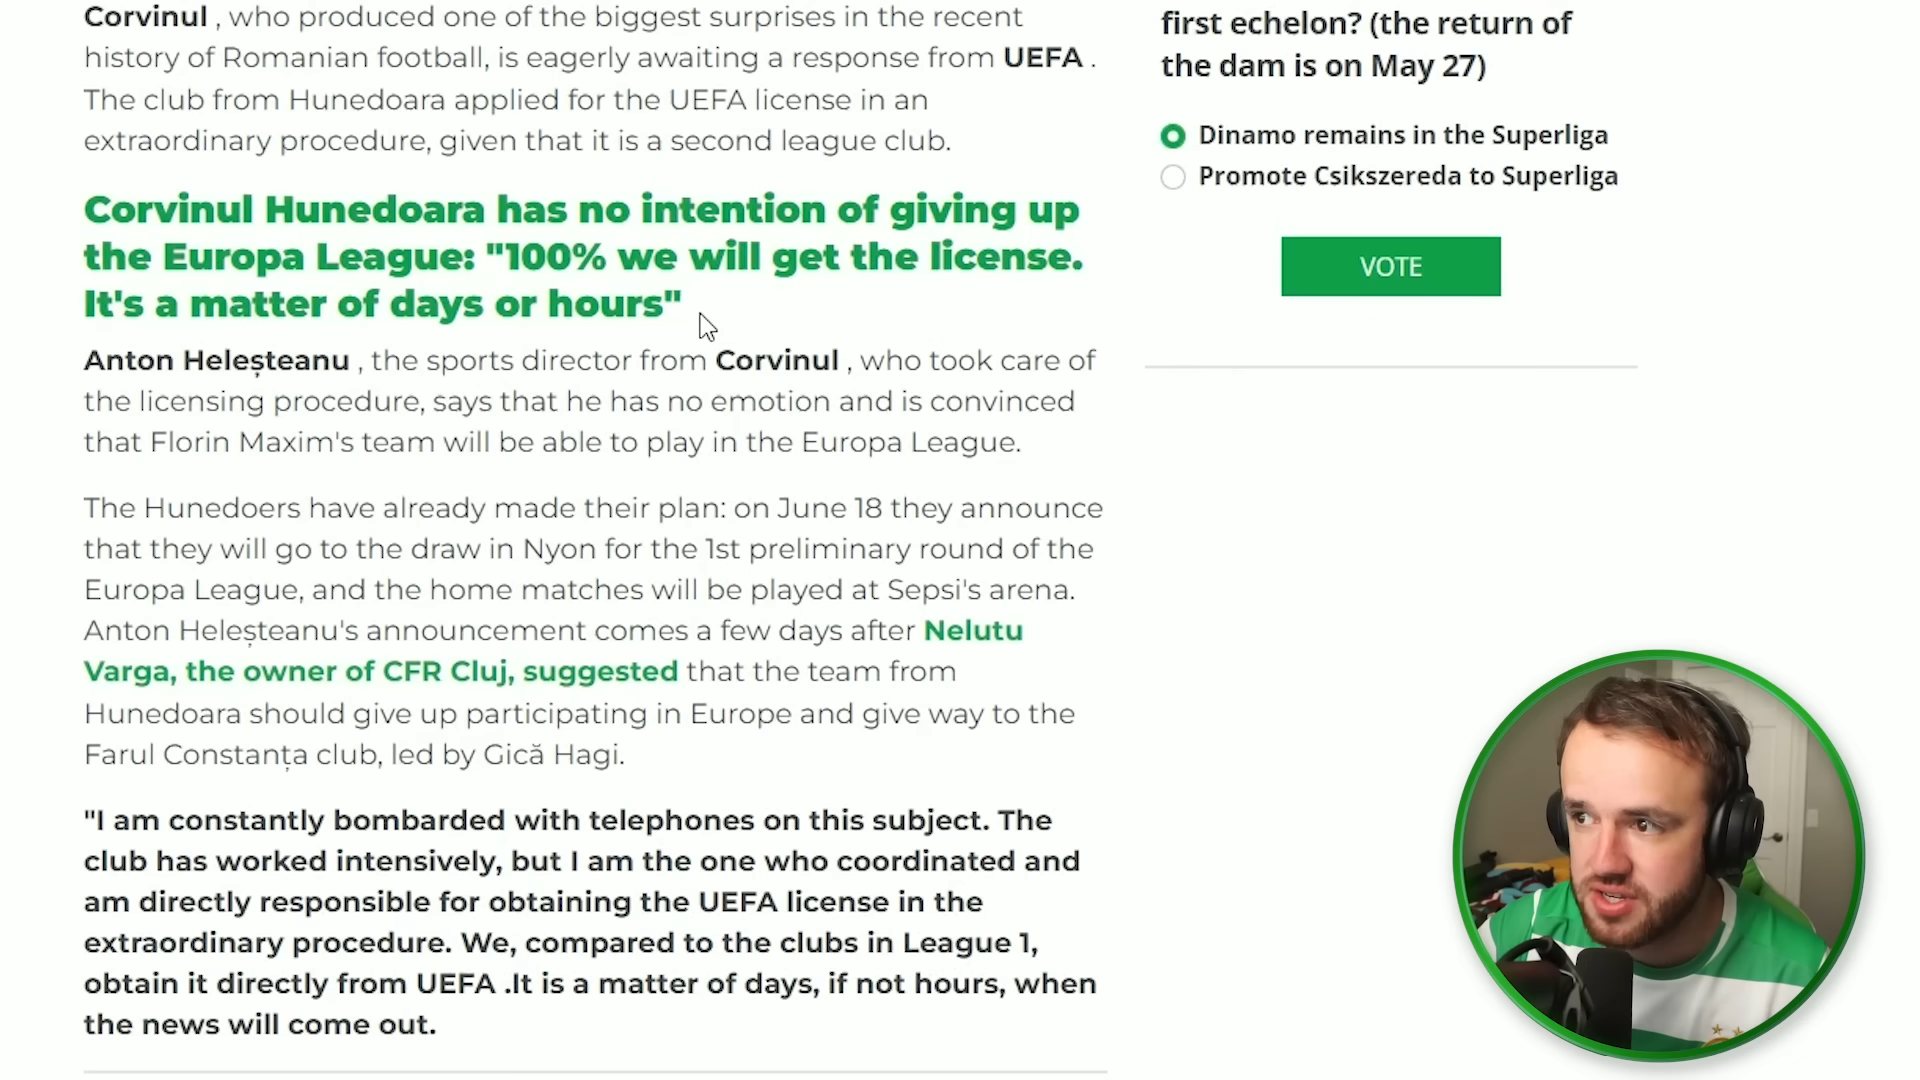 Corvinul , who produced one of the biggest surprises in the recent
history of Romanian football, is eagerly awaiting a response from UEFA .
The club from Hunedoara applied for the UEFA license in an
extraordinary procedure, given that it is a second league club.
Corvinul Hunedoara has no intention of giving up
the Europa League: "100% we will get the license.
It's a matter of days or hours"
Anton Heleșteanu , the sports director from Corvinul , who took care of
the licensing procedure, says that he has no emotion and is convinced
that Florin Maxim's team will be able to play in the Europa League.
The Hunedoers have already made their plan: on June 18 they announce
that they will go to the draw in Nyon for the 1st preliminary round of the
Europa League, and the home matches will be played at Sepsi's arena.
Anton Heleșteanu's announcement comes a few days after Nelutu
Varga, the owner of CFR Cluj, suggested that the team from
Hunedoara should give up participating in Europe and give way to the
Farul Constanța club, led by Gică Hagi.
"I am constantly bombarded with telephones on this subject. The
club has worked intensively, but I am the one who coordinated and
am directly responsible for obtaining the UEFA license in the
extraordinary procedure. We, compared to the clubs in League 1,
obtain it directly from UEFA .It is a matter of days, if not hours, when
the news will come out.
first echelon? (the return of
the dam is on May 27)
Dinamo remains in the Superliga
Promote Csikszereda to Superliga
VOTE